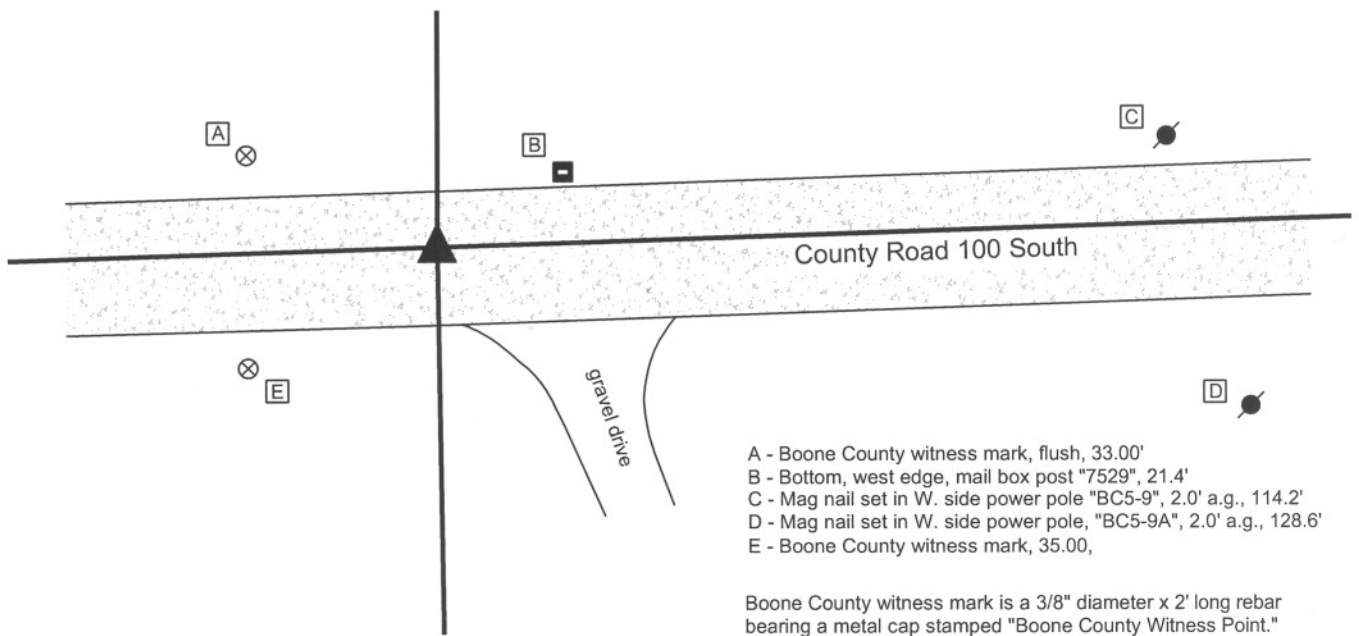 A
B
C
County Road 100 South
E
gravel drive
D
A - Boone County witness mark, flush, 33.00'
B - Bottom, west edge, mail box post "7529", 21.4'
C - Mag nail set in W. side power pole "BC5-9", 2.0' a.g., 114.2'
D - Mag nail set in W. side power pole, "BC5-9A", 2.0' a.g., 128.6'
E - Boone County witness mark, 35.00,
Boone County witness mark is a 3/8" diameter x 2' long rebar
bearing a metal cap stamped "Boone County Witness Point."